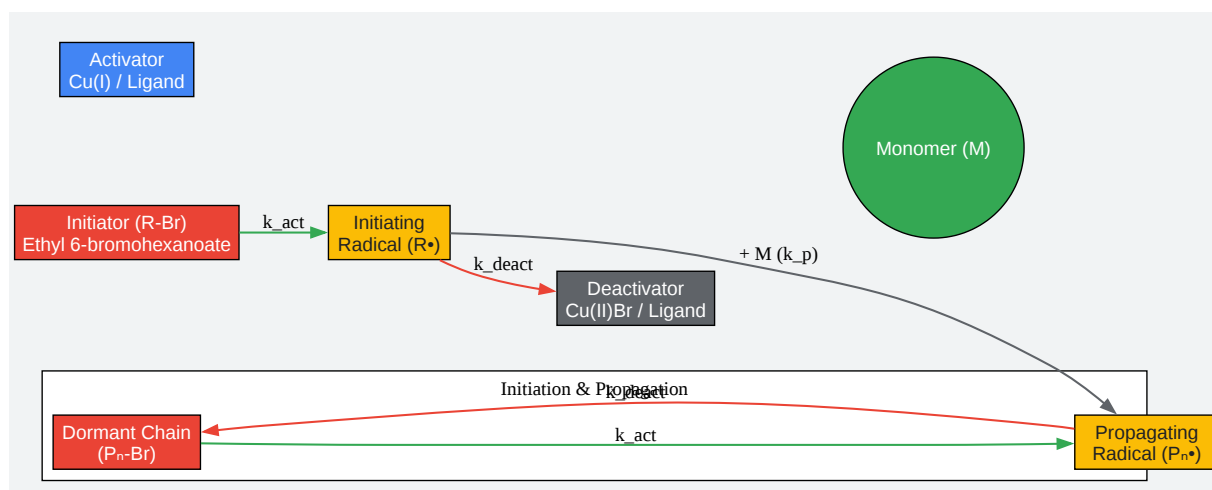 Activator
Cu(I) / Ligand
Monomer (M)
Initiator (R-Br)
Ethyl 6-bromohexanoate
k_act
Initiating
Radical (R•)
+ M (k_p)
k_deact
Deactivator
Cu(II)Br / Ligand
Initiation & Propagation
k_deact
Dormant Chain
(Pₙ-Br)
k_act
Propagating
Radical (Pₙ•)